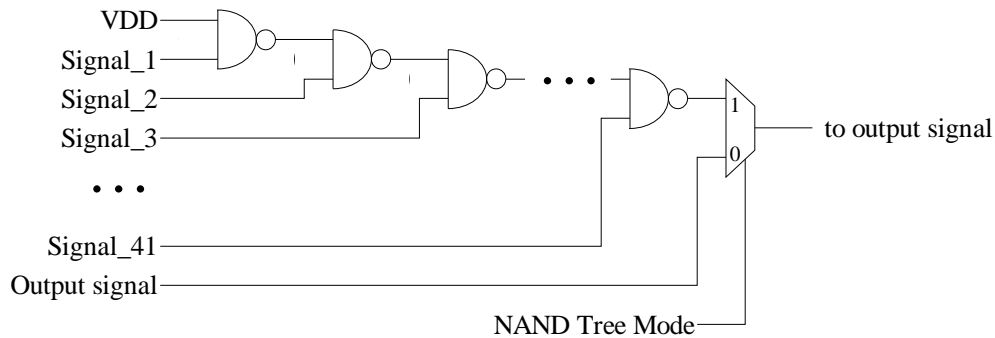 VDD
Signal_1
Signal_2
Signal_3
Signal_41
Output signal
NAND Tree Mode
1
0
to output signal